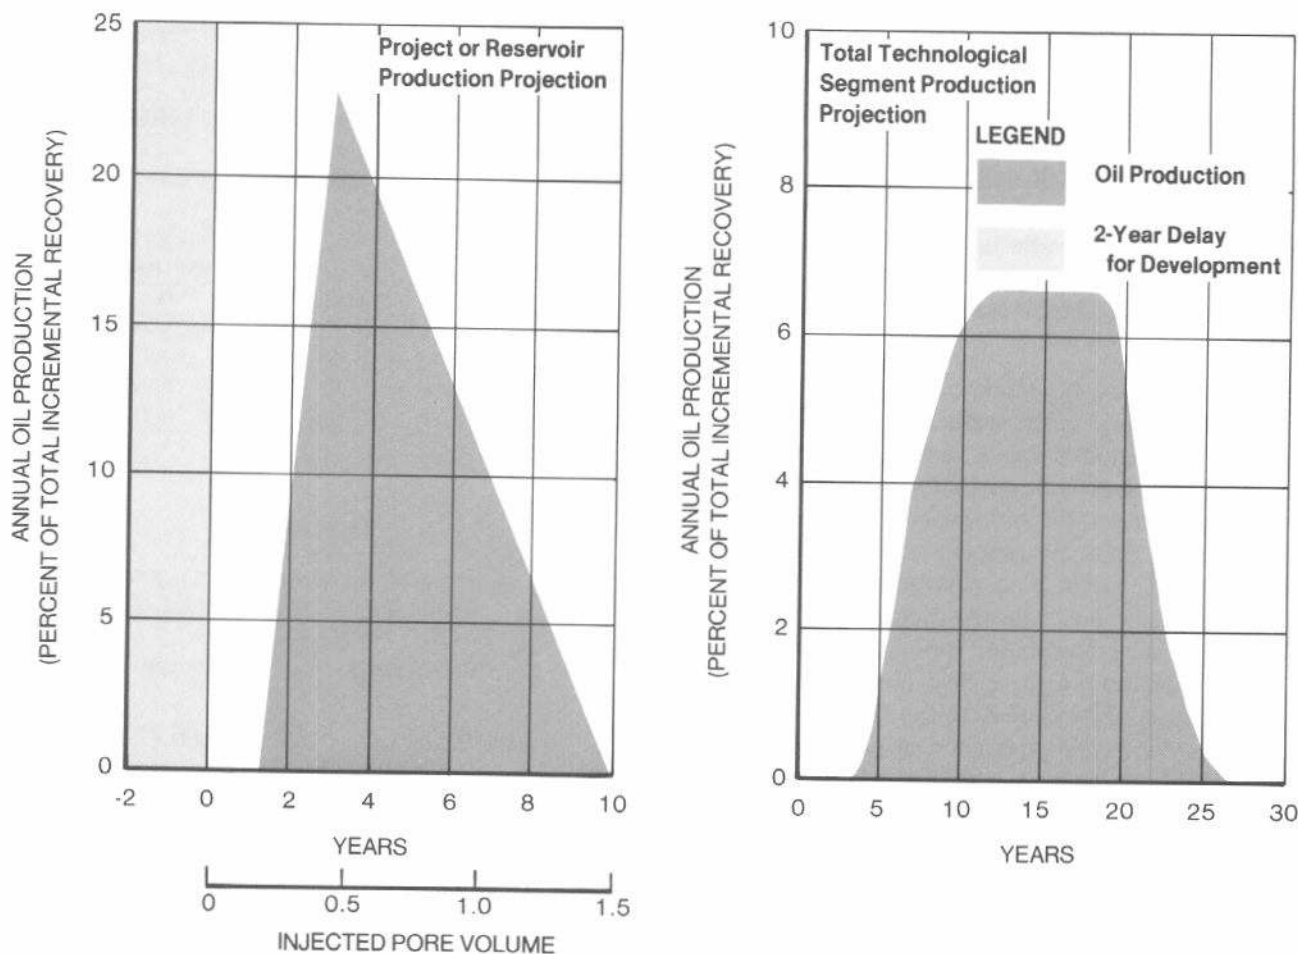 Project or Reservoir
Production Projection
25
20
15
10
5
0
ANNUAL OIL PRODUCTION
(PERCENT OF TOTAL INCREMENTAL RECOVERY)
-2 0 2 4 6 8 10
YEARS
0 0.5 1.0 1.5
INJECTED PORE VOLUME
Total Technological
Segment Production
Projection
LEGEND
Oil Production
2-Year Delay
for Development
10
8
6
4
2
0
ANNUAL OIL PRODUCTION
(PERCENT OF TOTAL INCREMENTAL RECOVERY)
0 5 10 15 20 25 30
YEARS